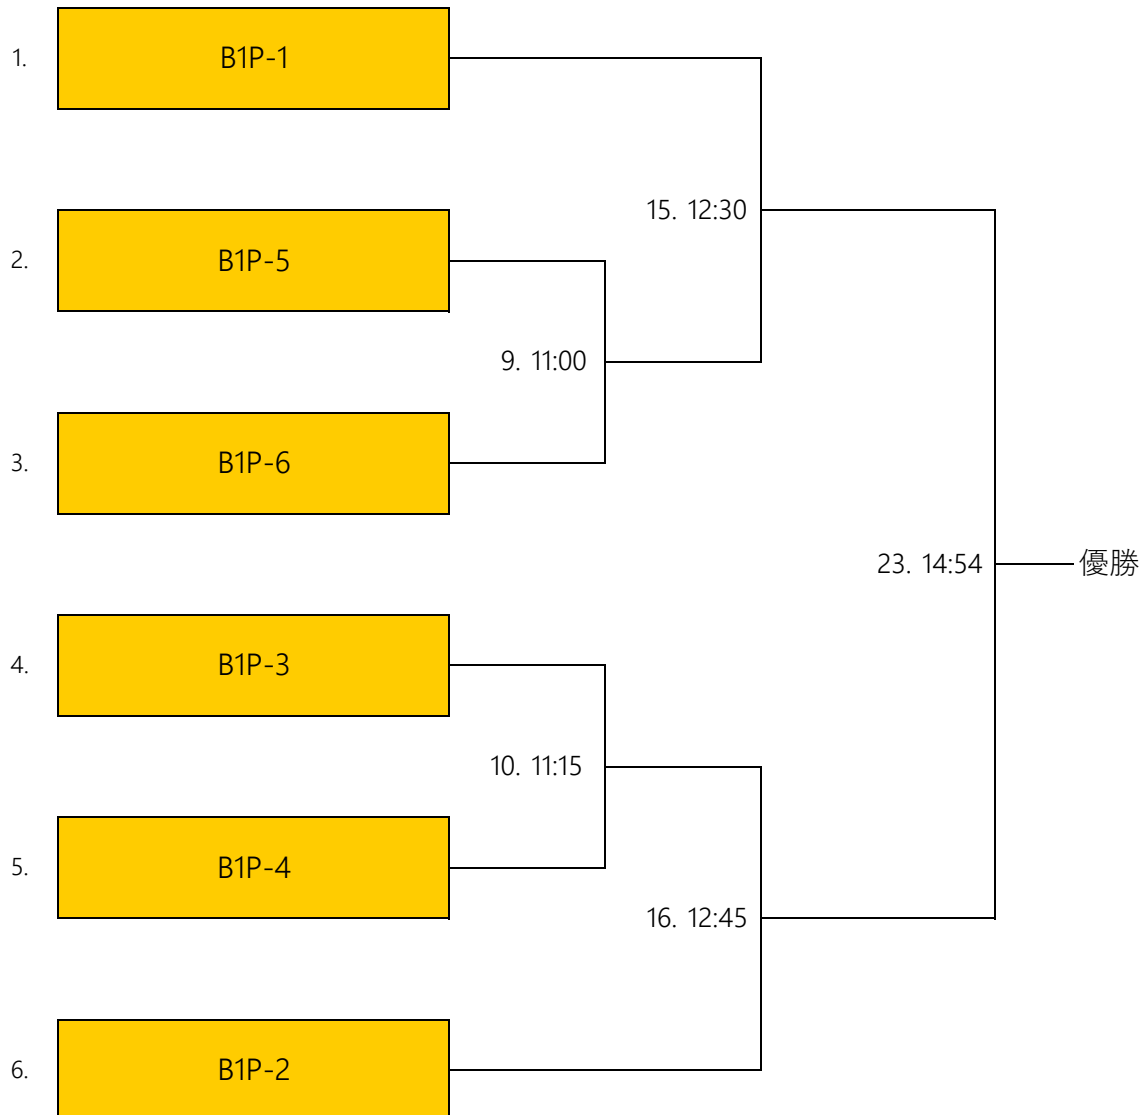 1. B1P-1
15. 12:30
2. B1P-5
9. 11:00
3. B1P-6
23. 14:54 優勝
4. B1P-3
10. 11:15
5. B1P-4
16. 12:45
6. B1P-2